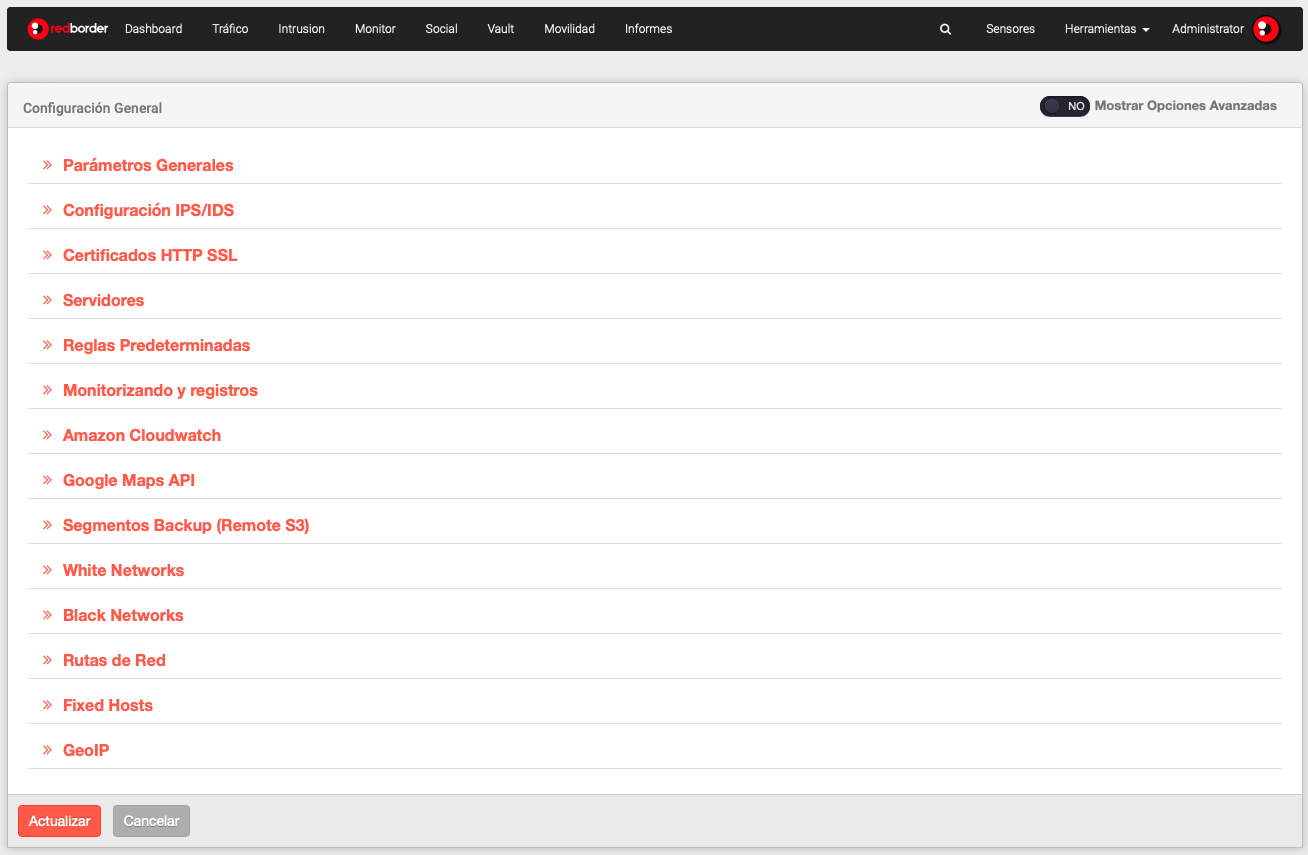 redborder Dashboard Tráfico Intrusion Monitor Social Vault Movilidad Informes Sensores Herramientas Administrator
Configuración General NO Mostrar Opciones Avanzadas
Parámetros Generales
Configuración IPS/IDS
Certificados HTTP SSL
Servidores
Reglas Predeterminadas
Monitorizando y registros
Amazon Cloudwatch
Google Maps API
Segmentos Backup (Remote S3)
White Networks
Black Networks
Rutas de Red
Fixed Hosts
GeoIP
Actualizar Cancelar